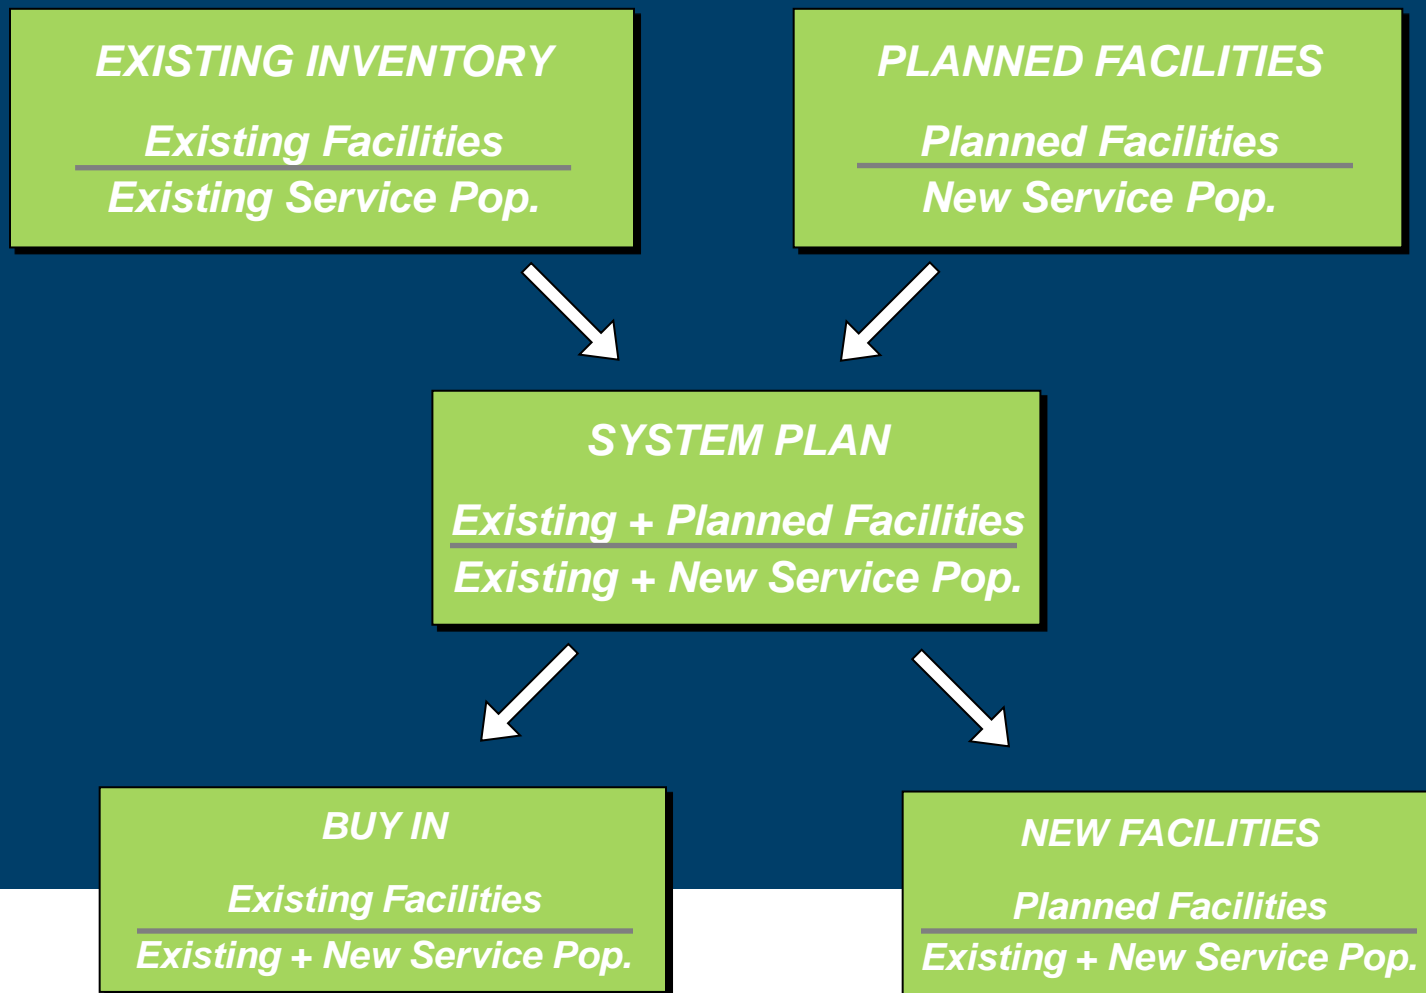 EXISTING INVENTORY
Existing Facilities
Existing Service Pop.
PLANNED FACILITIES
Planned Facilities
New Service Pop.
SYSTEM PLAN
Existing + Planned Facilities
Existing + New Service Pop.
BUY IN
Existing Facilities
Existing + New Service Pop.
NEW FACILITIES
Planned Facilities
Existing + New Service Pop.